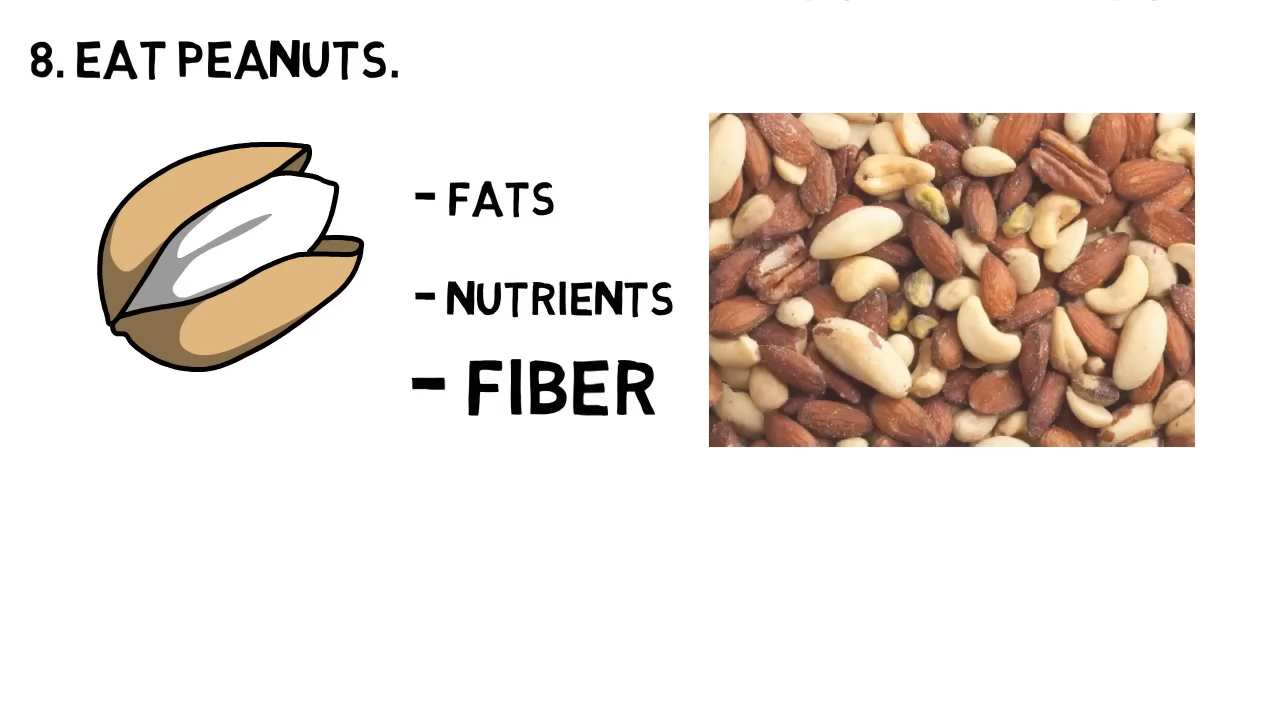 8. EAT PEANUTS.
- FATS
- NUTRIENTS
- FIBER